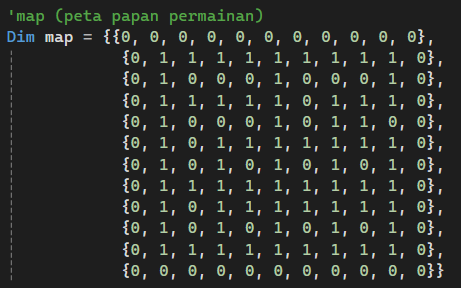 'map (peta papan permainan)
Dim map = {{0, 0, 0, 0, 0, 0, 0, 0, 0, 0, 0},
{0, 1, 1, 1, 1, 1, 1, 1, 1, 1, 0},
{0, 1, 0, 0, 0, 1, 0, 0, 0, 1, 0},
{0, 1, 1, 1, 1, 1, 0, 1, 1, 1, 0},
{0, 1, 0, 0, 0, 1, 0, 1, 1, 0, 0},
{0, 1, 0, 1, 1, 1, 1, 1, 1, 1, 0},
{0, 1, 0, 1, 0, 1, 0, 1, 0, 1, 0},
{0, 1, 1, 1, 1, 1, 1, 1, 1, 1, 0},
{0, 1, 0, 1, 1, 1, 1, 1, 0, 1, 0},
{0, 1, 0, 1, 0, 1, 0, 1, 0, 1, 0},
{0, 1, 1, 1, 1, 1, 1, 1, 1, 1, 0},
{0, 0, 0, 0, 0, 0, 0, 0, 0, 0, 0}}